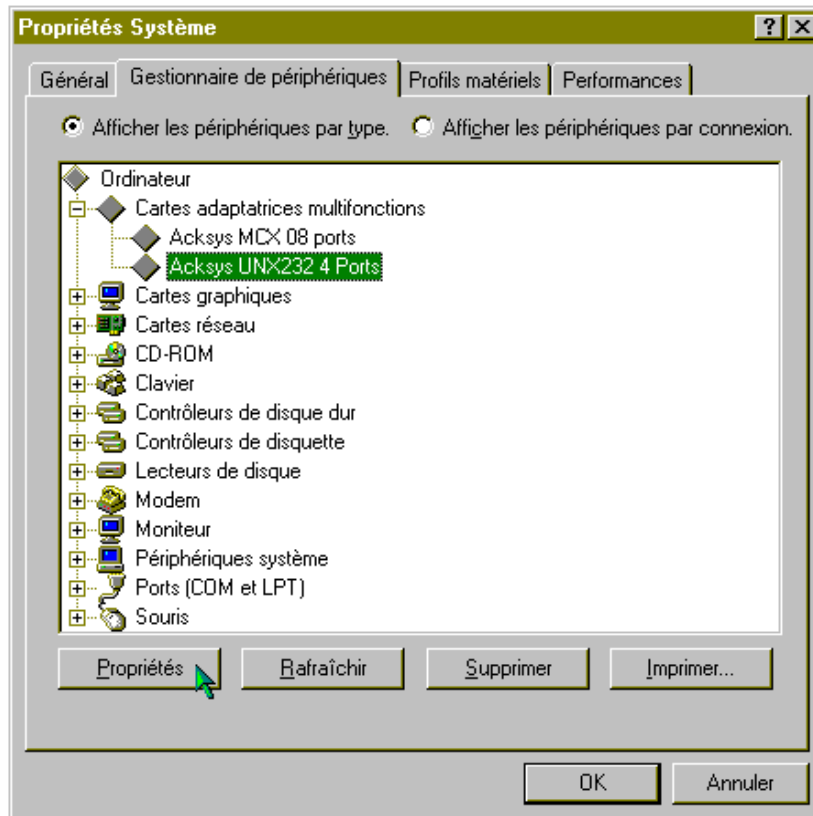 Propriétés Système
Général Gestionnaire de périphériques Profils matériels Performances
Afficher les périphériques par type. Afficher les périphériques par connexion.
Ordinateur
Cartes adaptatrices multifonctions
Acksys MCX 08 ports
Acksys UNX232 4 Ports
Cartes graphiques
Cartes réseau
CD-ROM
Clavier
Contrôleurs de disque dur
Contrôleurs de disquette
Lecteurs de disque
Modem
Moniteur
Périphériques système
Ports (COM et LPT)
Souris
Propriétés Rafraîchir Supprimer Imprimer...
OK Annuler